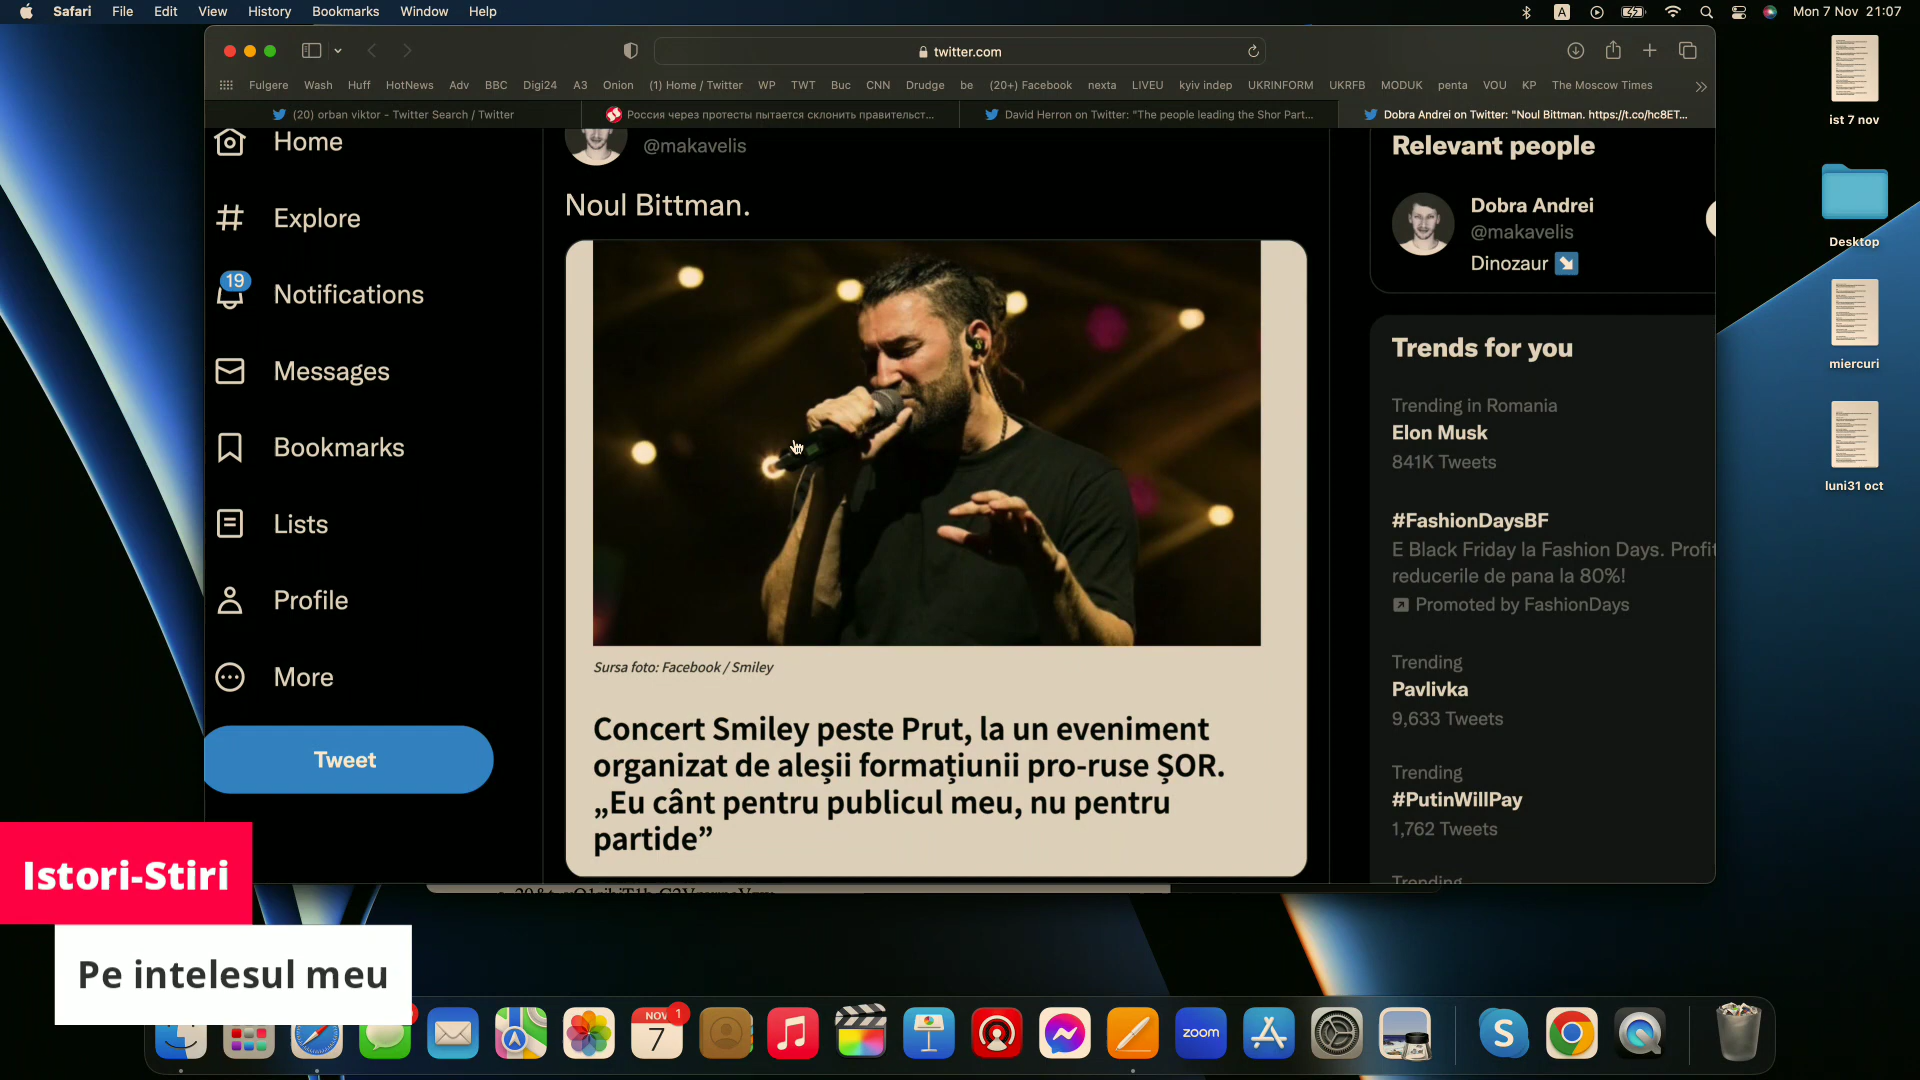 Safari File Edit View History Bookmarks Window Help
A
Mon 7 Nov 21:07
twitter.com
Fulgere Wash Huff HotNews Adv BBC Digi24 A3 Onion (1) Home / Twitter WP TWT Buc CNN Drudge be (20+) Facebook nexta LIVEU kyiv indep UKRINFORM UKRFB MODUK penta VOU KP The Moscow Times
(20) orban viktor - Twitter Search / Twitter
Россия через протесты пытается склонить правительст...
David Herron on Twitter: "The people leading the Shor Part...
Dobra Andrei on Twitter: "Noul Bittman. https://t.co/hc8ET...
Home
Explore
19
Notifications
Messages
Bookmarks
Lists
Profile
More
Tweet
@makavelis
Noul Bittman.
Sursa foto: Facebook / Smiley
Concert Smiley peste Prut, la un eveniment
organizat de aleșii formațiunii pro-ruse ȘOR.
„Eu cânt pentru publicul meu, nu pentru
partide”
Relevant people
Dobra Andrei
@makavelis
Dinozaur
Trends for you
Trending in Romania
Elon Musk
841K Tweets
#FashionDaysBF
E Black Friday la Fashion Days. Profit
reducerile de pana la 80%!
Promoted by FashionDays
Trending
Pavlivka
9,633 Tweets
Trending
#PutinWillPay
1,762 Tweets
Trending
ist 7 nov
Desktop
miercuri
luni31 oct
Istori-Stiri
Pe intelesul meu
NOV
7
1
zoom